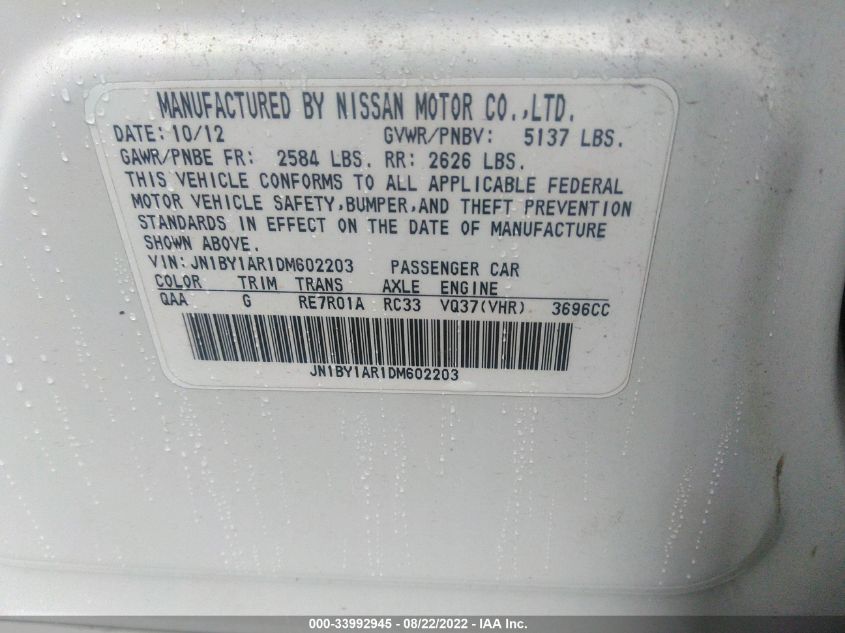 MANUFACTURED BY NISSAN MOTOR CO.,LTD.
DATE: 10/12 GVWR/PNBV: 5137 LBS.
GAWR/PNBE FR: 2584 LBS. RR: 2626 LBS.
THIS VEHICLE CONFORMS TO ALL APPLICABLE FEDERAL
MOTOR VEHICLE SAFETY,BUMPER,AND THEFT PREVENTION
STANDARDS IN EFFECT ON THE DATE OF MANUFACTURE
SHOWN ABOVE.
VIN:JN1BY1AR1DM602203 PASSENGER CAR
COLOR TRIM TRANS AXLE ENGINE
QAA G RE7R01A RC33 VQ37(VHR) 3696CC
JN1BY1AR1DM602203
000-33992945 - 08/22/2022 - IAA Inc.